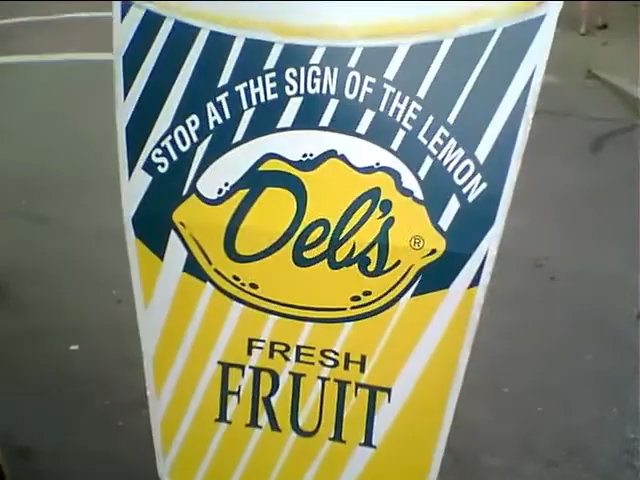 STOP AT THE SIGN OF THE LEMON
Del's ®
FRESH
FRUIT